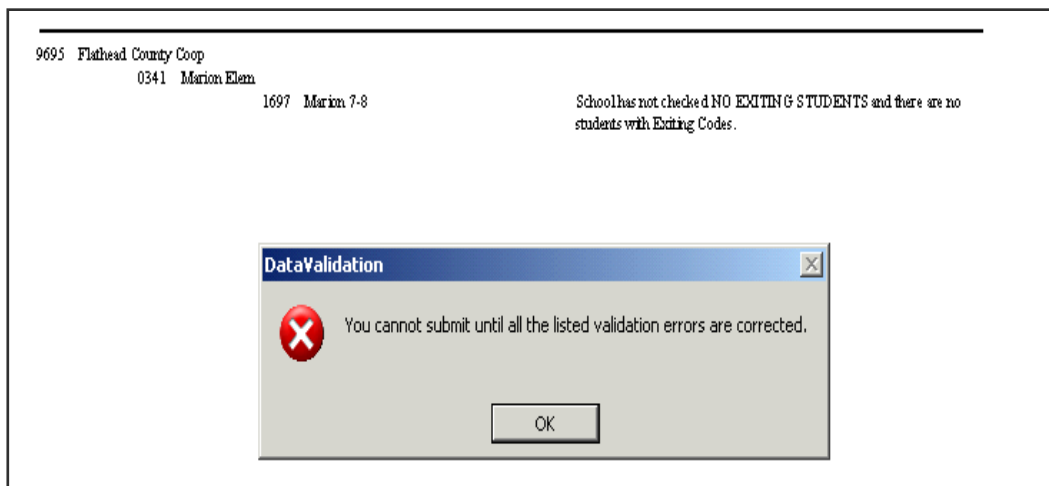 9695 Flathead County Coop
0341 Marion Elem
1697 Marion 7-8 School has not checked NO EXITING STUDENTS and there are no
students with Exiting Codes.
DataValidation
You cannot submit until all the listed validation errors are corrected.
OK